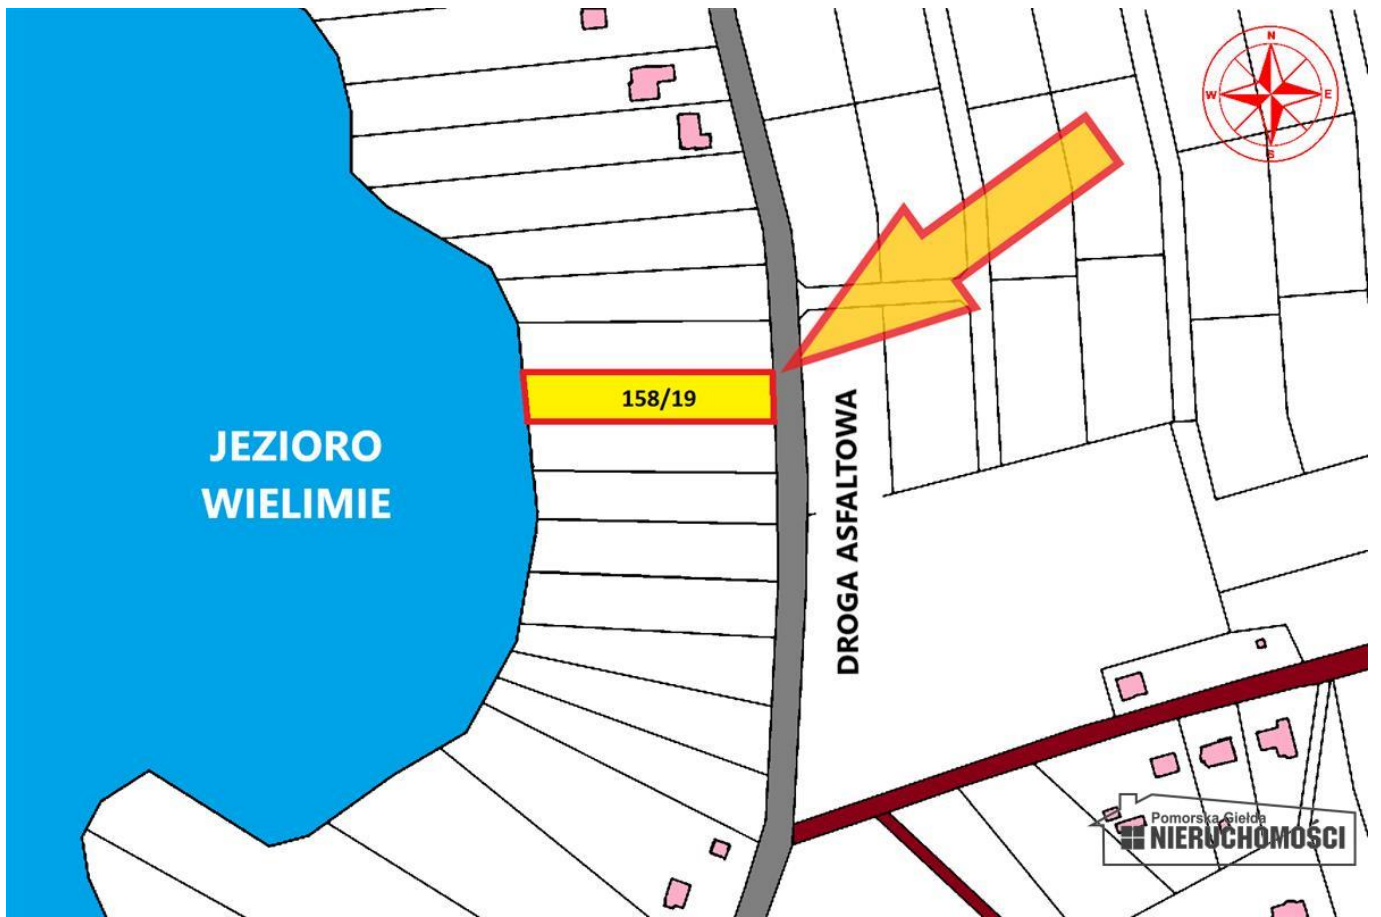 N
W
E
S
158/19
JEZIORO
WIELIMIE
DROGA ASFALTOWA
Pomorska Giełda
NIERUCHOMOŚCI